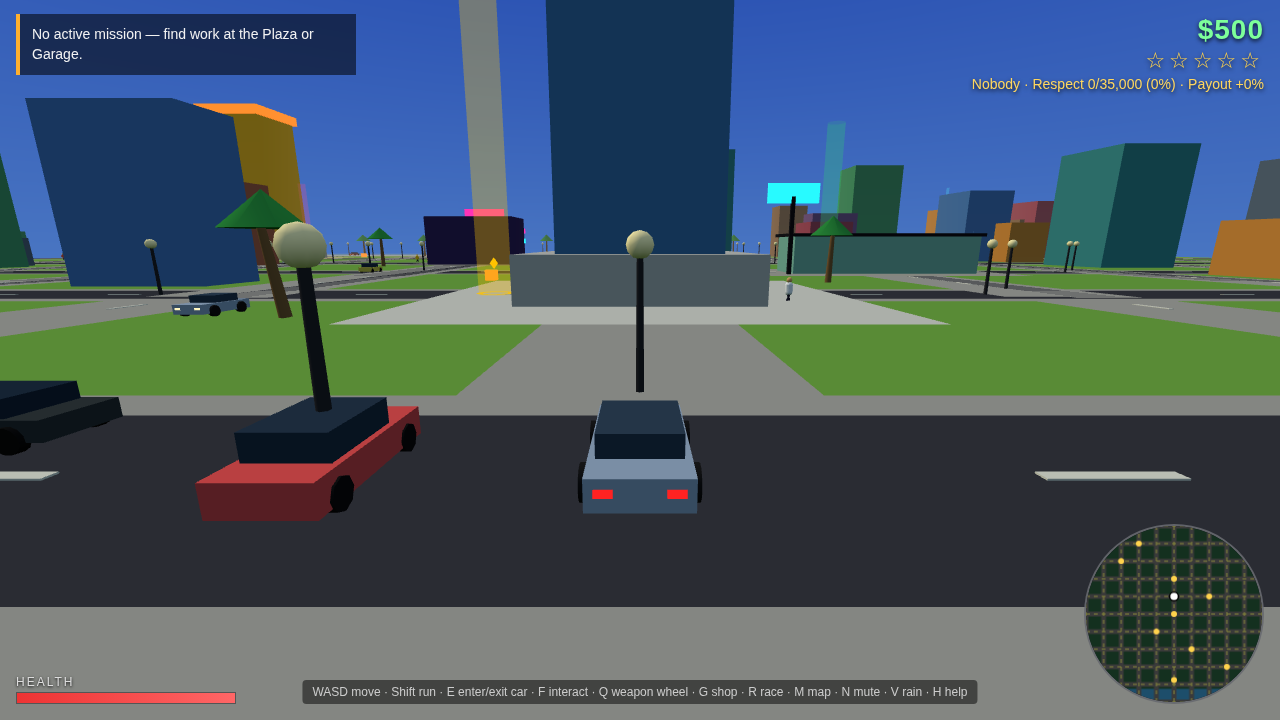 No active mission — find work at the Plaza or
Garage.
$500
☆☆☆☆☆
Nobody · Respect 0/35,000 (0%) · Payout +0%
HEALTH
WASD move · Shift run · E enter/exit car · F interact · Q weapon wheel · G shop · R race · M map · N mute · V rain · H help